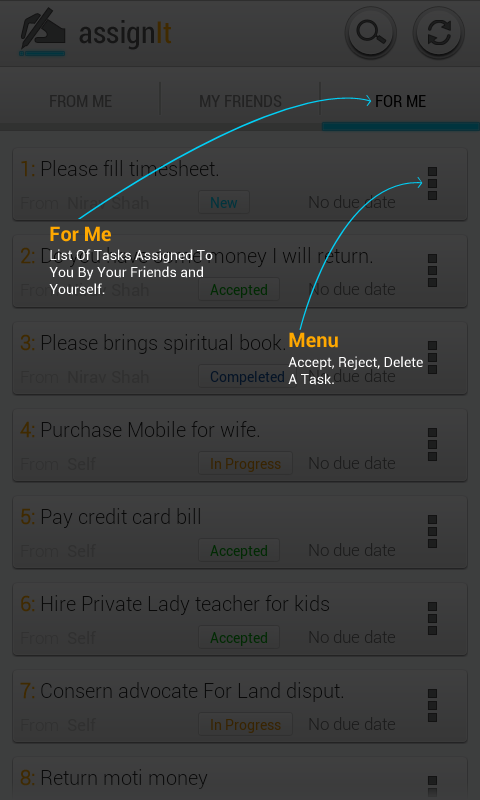 assignIt
FROM ME
MY FRIENDS
FOR ME
1: Please fill timesheet.
From Nirav Shah
New
No due date
For Me
List Of Tasks Assigned To
You By Your Friends and
Yourself.
2: Do you have some money I will return.
Accepted
No due date
3: Please brings spiritual book.
From Nirav Shah
Compeleted
No due date
Menu
Accept, Reject, Delete
A Task.
4: Purchase Mobile for wife.
From Self
In Progress
No due date
5: Pay credit card bill
From Self
Accepted
No due date
6: Hire Private Lady teacher for kids
From Self
Accepted
No due date
7: Consern advocate For Land disput.
From Self
In Progress
No due date
8: Return moti money